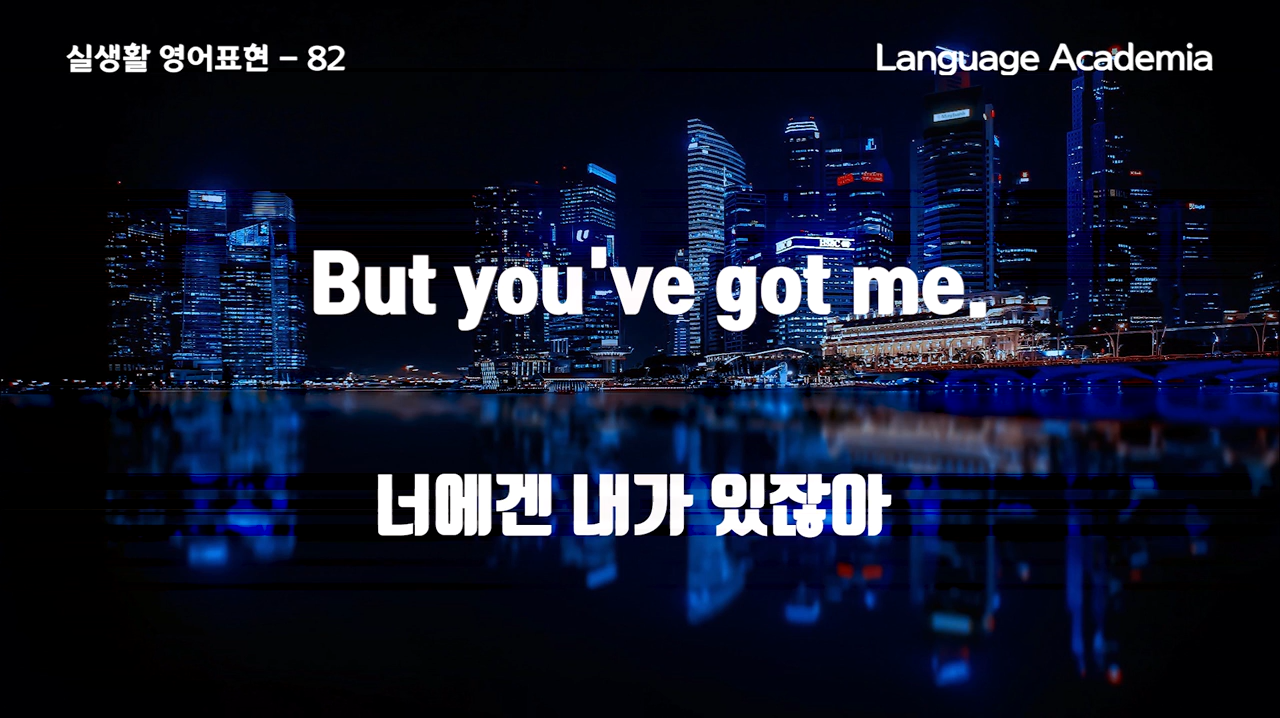 실생활 영어표현 – 82
Language Academia
But you've got me.
너에겐 내가 있잖아
HSBC